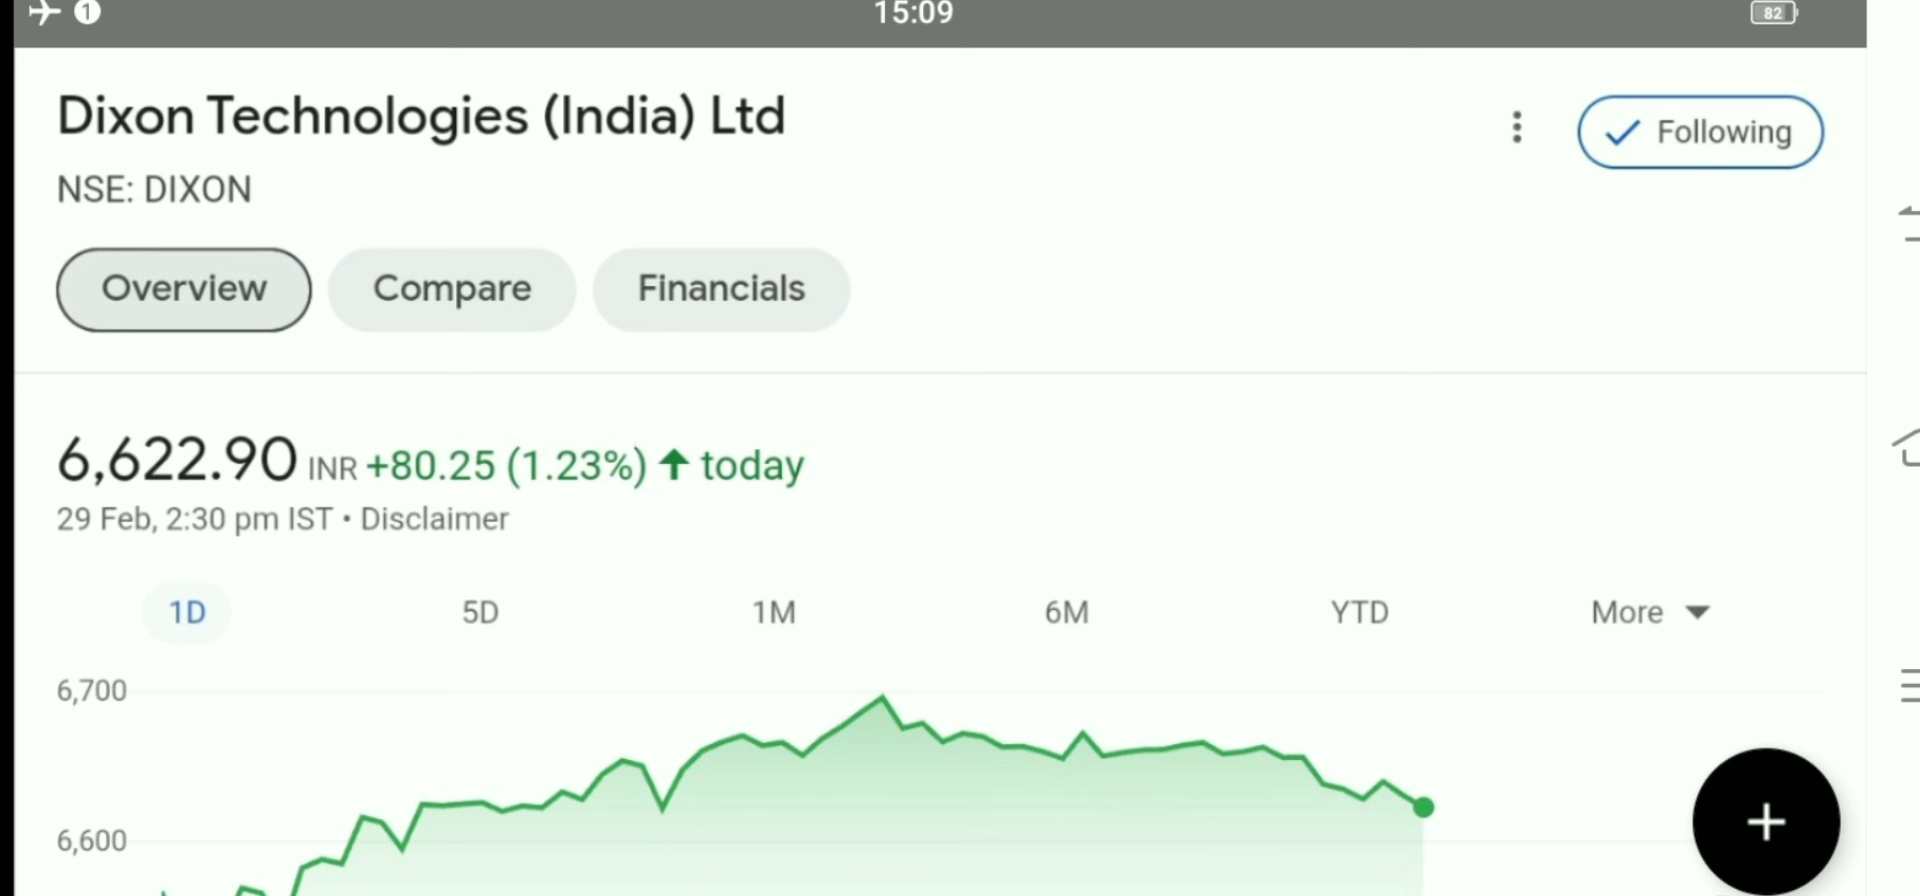 1 15:09 82
Dixon Technologies (India) Ltd
Following
NSE: DIXON
Overview Compare Financials
6,622.90 INR +80.25 (1.23%) ↑ today
29 Feb, 2:30 pm IST • Disclaimer
1D 5D 1M 6M YTD More
6,700
6,600